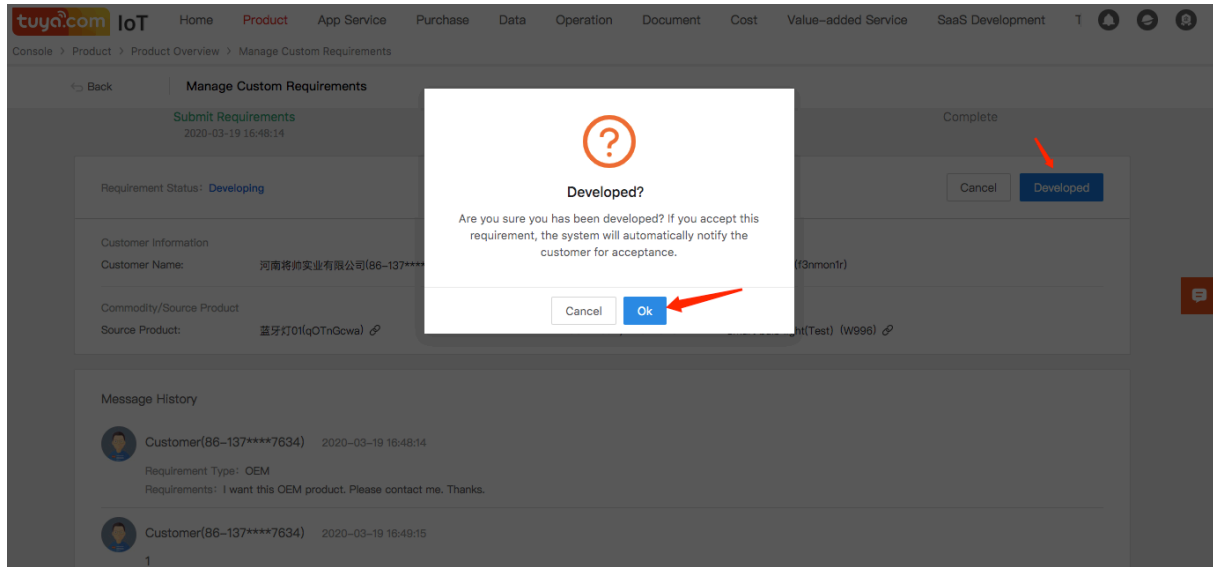 tuya.com IoT Home Product App Service Purchase Data Operation Document Cost Value-added Service SaaS Development
Console > Product > Product Overview > Manage Custom Requirements
Back Manage Custom Requirements
Submit Requirements Complete
2020-03-19 16:48:14
Requirement Status: Developing Cancel Developed
Developed?
Are you sure you has been developed? If you accept this
requirement, the system will automatically notify the
customer for acceptance.
Cancel Ok
Customer Information
Customer Name: 河南将帅实业有限公司(86-137**** (f3nmon1r)
Commodity/Source Product
Source Product: 蓝牙灯01(qOTnGcwa) ht(Test) (W996)
Message History
Customer(86-137****7634) 2020-03-19 16:48:14
Requirement Type: OEM
Requirements: I want this OEM product. Please contact me. Thanks.
Customer(86-137****7634) 2020-03-19 16:49:15
1